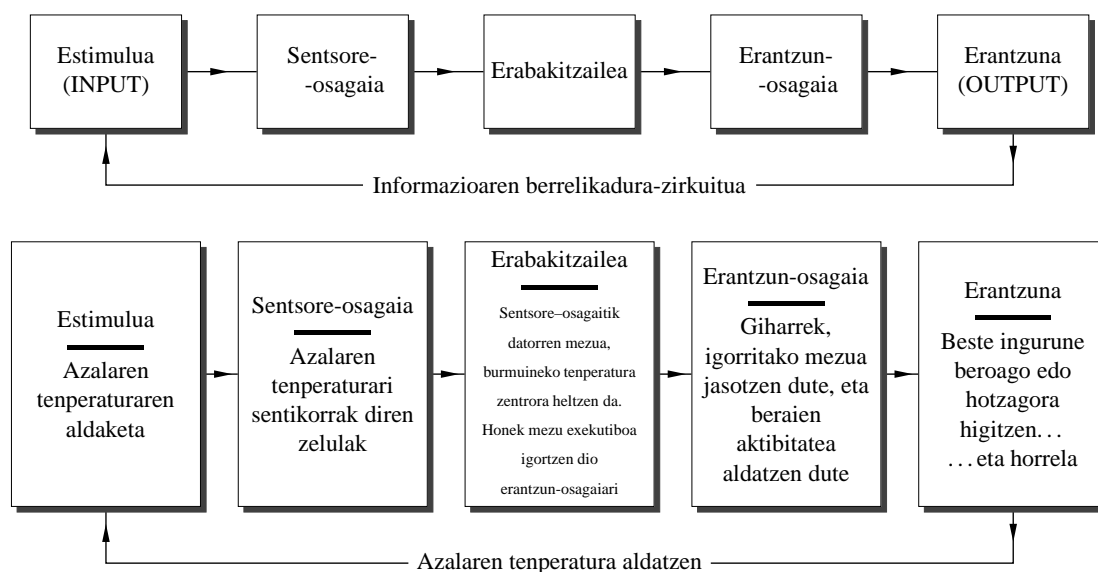 Estimulua
(INPUT)
Sentsore-
-osagaia
Erabakitzailea
Erantzun-
-osagaia
Erantzuna
(OUTPUT)
Informazioaren berrelikadura-zirkuitua
Estimulua
Azalaren
tenperaturaren
aldaketa
Sentsore-osagaia
Azalaren
tenperaturari
sentikorrak diren
zelulak
Erabakitzailea
Sentsore–osagaitik
datorren mezua,
burmuineko tenperatura
zentrora heltzen da.
Honek mezu exekutiboa
igortzen dio
erantzun-osagaiari
Erantzun-osagaia
Giharrek,
igorritako mezua
jasotzen dute, eta
beraien
aktibitatea
aldatzen dute
Erantzuna
Beste ingurune
beroago edo
hotzagora
higitzen...
...eta horrela
Azalaren tenperatura aldatzen